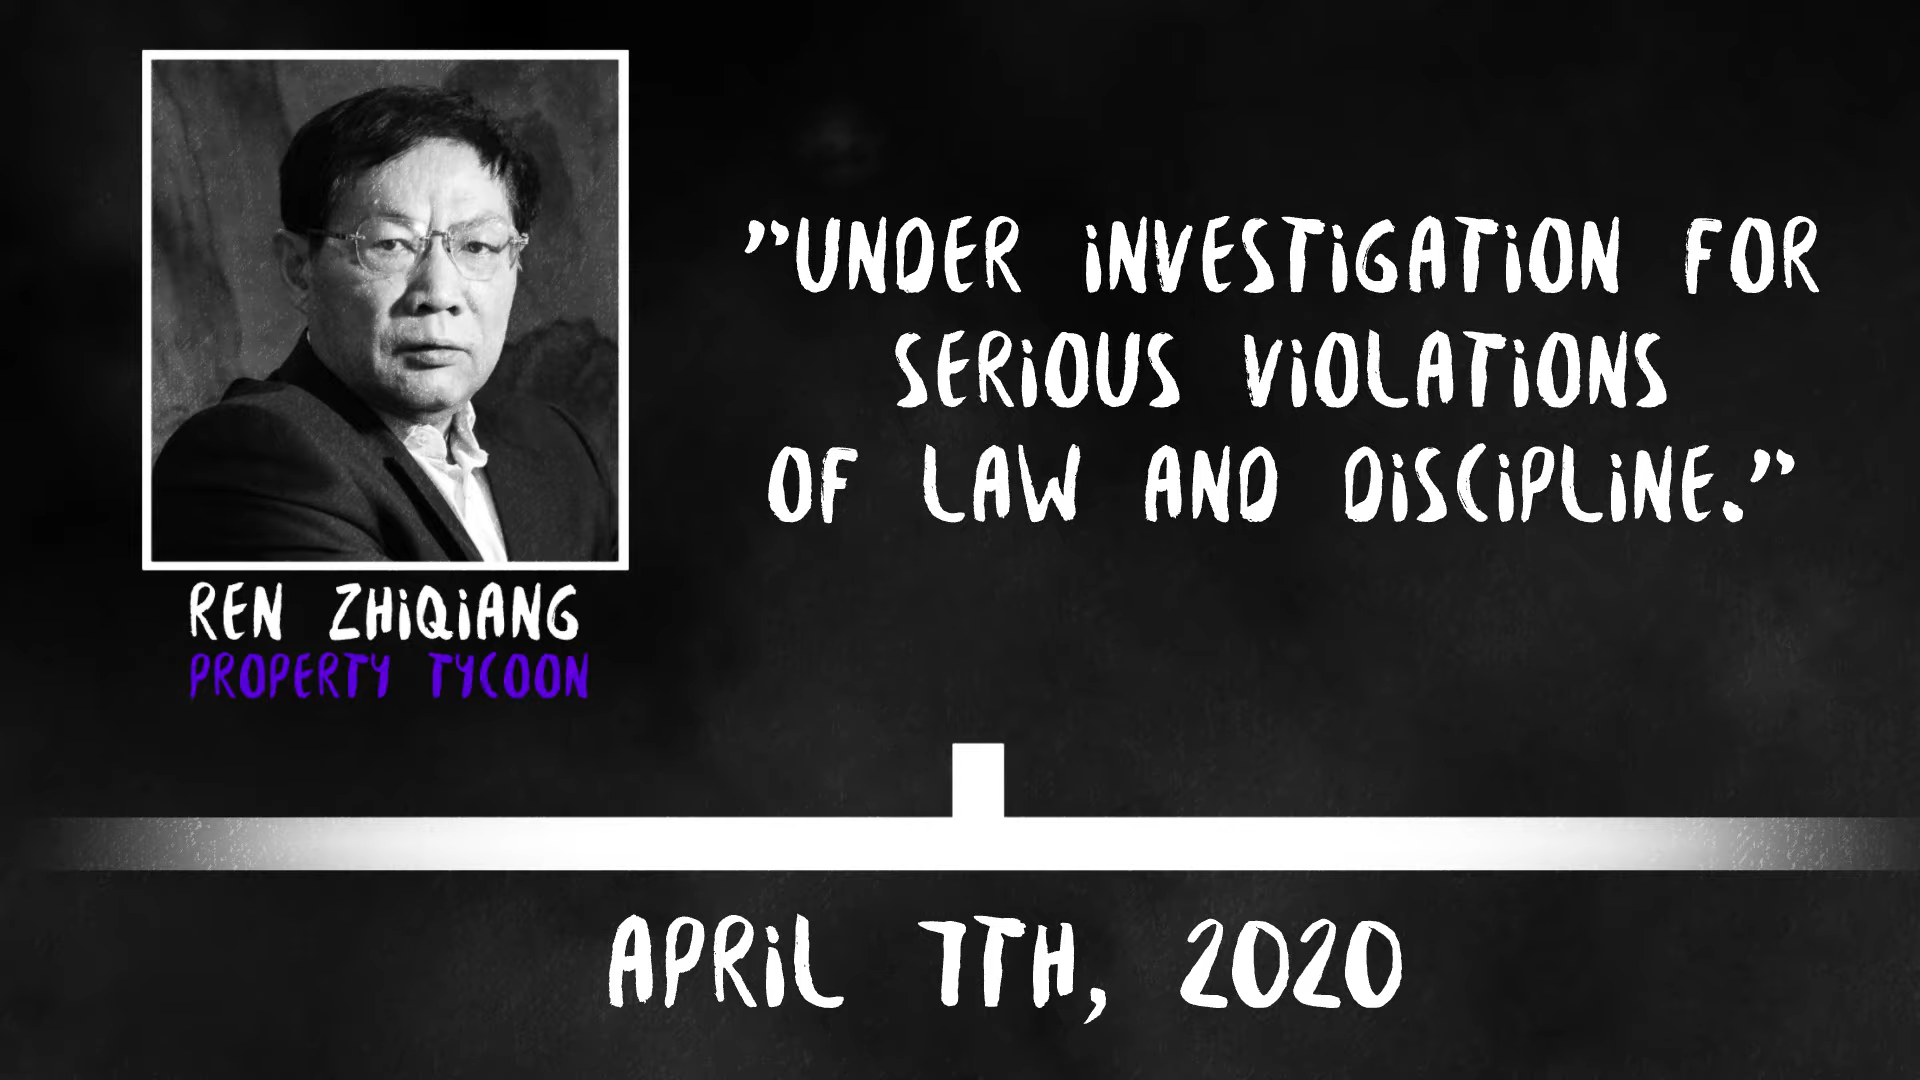 ”UNDER iNVESTiGATiON FOR
SERiOUS ViOLATiONS
OF LAW AND DiSCiPLiNE.”
REN ZHiQiANG
PROPERTY TYCOON
APRiL 7TH, 2020